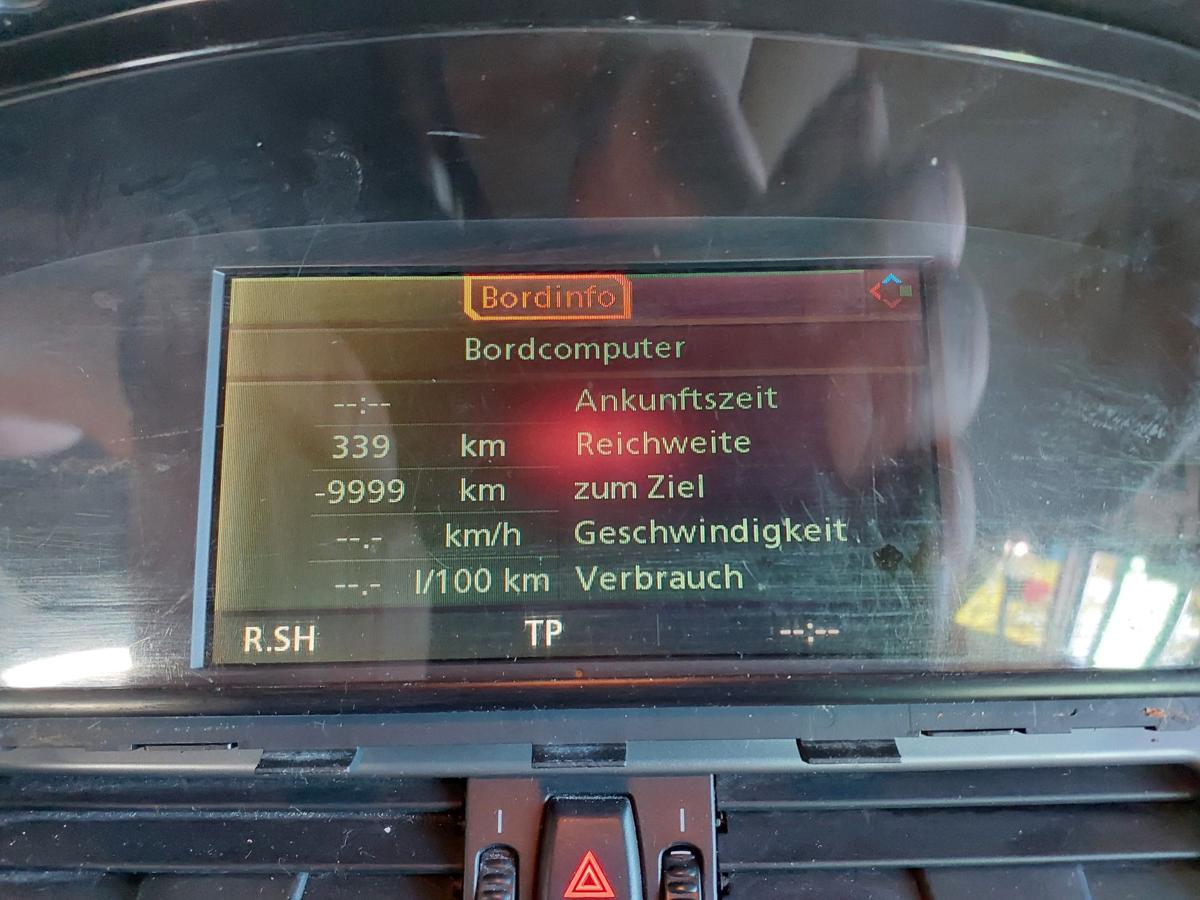 Bordinfo
Bordcomputer
--:-- Ankunftszeit
339 km Reichweite
-9999 km zum Ziel
--.- km/h Geschwindigkeit
--.- l/100 km Verbrauch
R.SH TP --:--